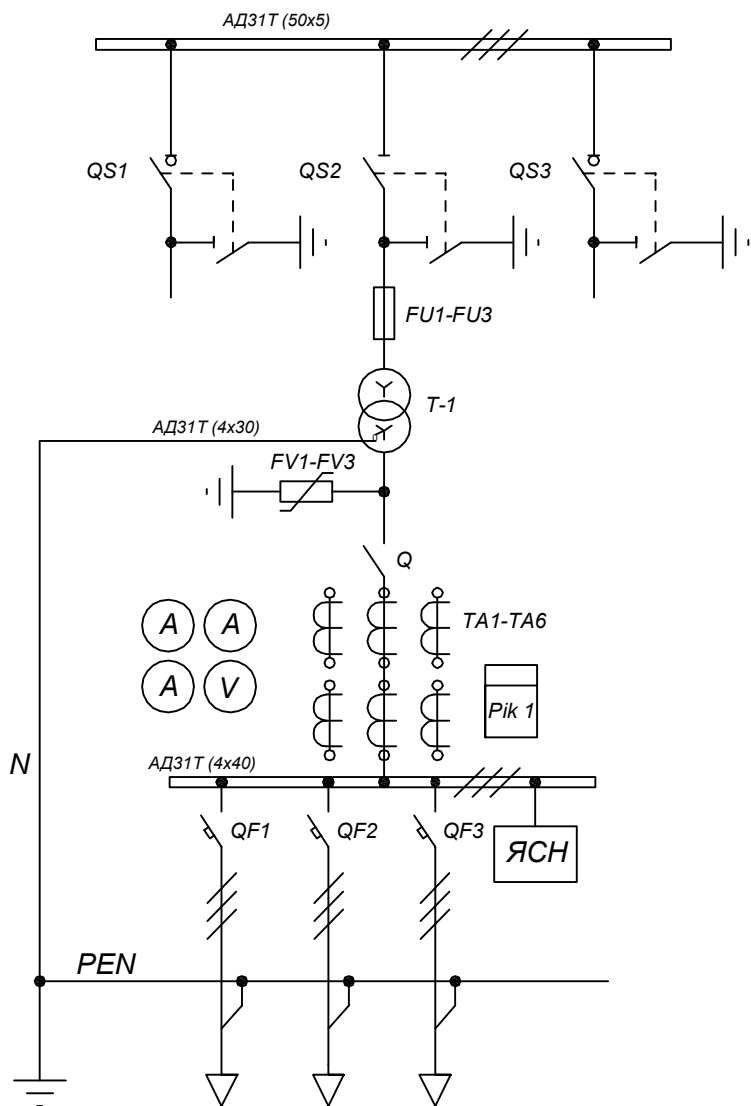 АД31Т (50х5)
QS1
QS2
QS3
FU1-FU3
T-1
АД31Т (4х30)
FV1-FV3
Q
A
A
TA1-TA6
A
V
Pik 1
N
АД31Т (4х40)
QF1
QF2
QF3
ЯСН
PEN